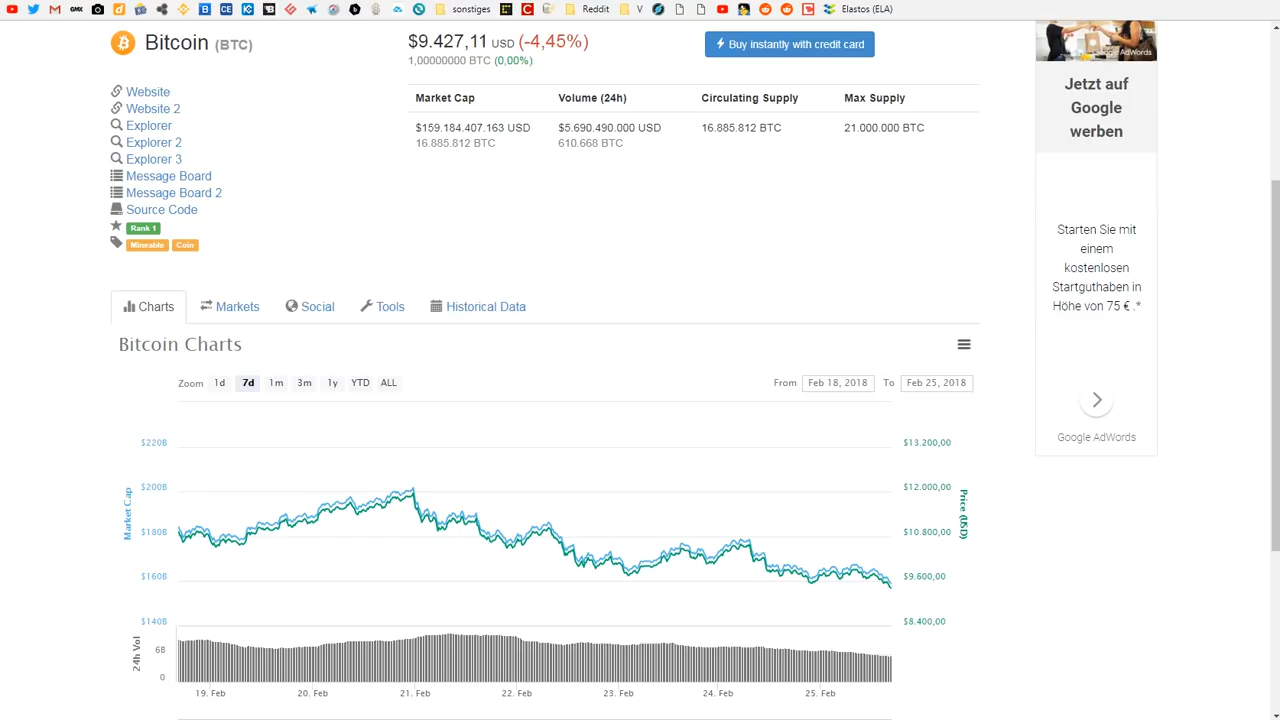 sonstiges
Reddit
V
Elastos (ELA)
Bitcoin (BTC)
$9.427,11 USD (-4,45%)
1,00000000 BTC (0,00%)
Buy instantly with credit card
Website
Website 2
Explorer
Explorer 2
Explorer 3
Message Board
Message Board 2
Source Code
Rank 1
Mineable Coin
Market Cap Volume (24h) Circulating Supply Max Supply
$159.184.407.163 USD $5.690.490.000 USD 16.885.812 BTC 21.000.000 BTC
16.885.812 BTC 610.668 BTC
Google AdWords
Jetzt auf
Google
werben
Starten Sie mit
einem
kostenlosen
Startguthaben in
Höhe von 75 € .*
Google AdWords
Charts Markets Social Tools Historical Data
Bitcoin Charts
Zoom 1d 7d 1m 3m 1y YTD ALL
From Feb 18, 2018 To Feb 25, 2018
$220B
$200B
$180B
$160B
$140B
Market Cap
$13.200,00
$12.000,00
$10.800,00
$9.600,00
$8.400,00
Price (USD)
24h Vol
6B
0
19. Feb 20. Feb 21. Feb 22. Feb 23. Feb 24. Feb 25. Feb